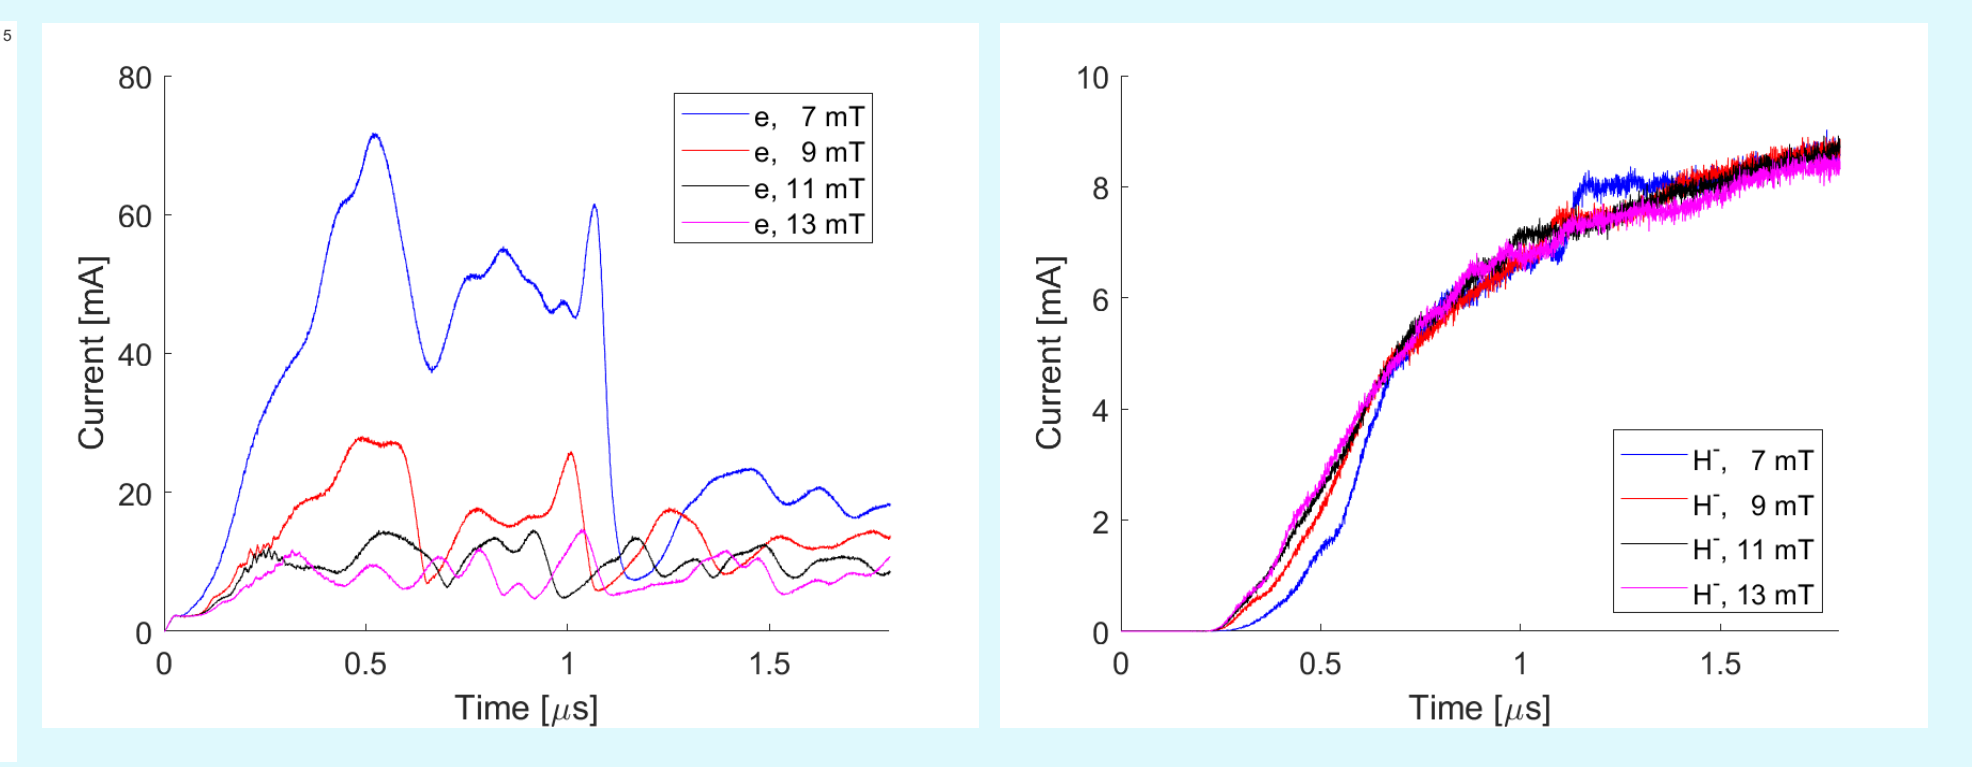 5
80
60
40
20
0
0 0.5 1 1.5
Current [mA]
Time [μs]
e, 7 mT
e, 9 mT
e, 11 mT
e, 13 mT
10
8
6
4
2
0
0 0.5 1 1.5
Current [mA]
Time [μs]
H⁻, 7 mT
H⁻, 9 mT
H⁻, 11 mT
H⁻, 13 mT